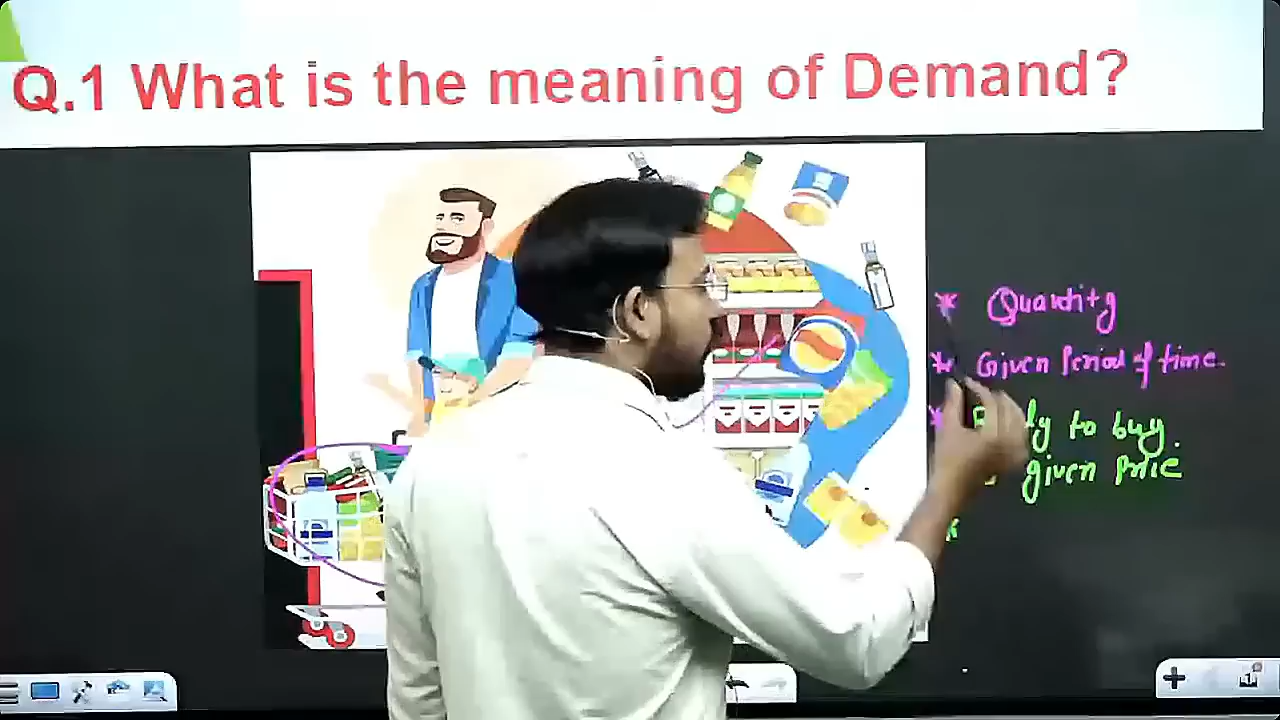 Q.1 What is the meaning of Demand?
* Quantity
* Given Period of time.
* to buy.
given Price
*